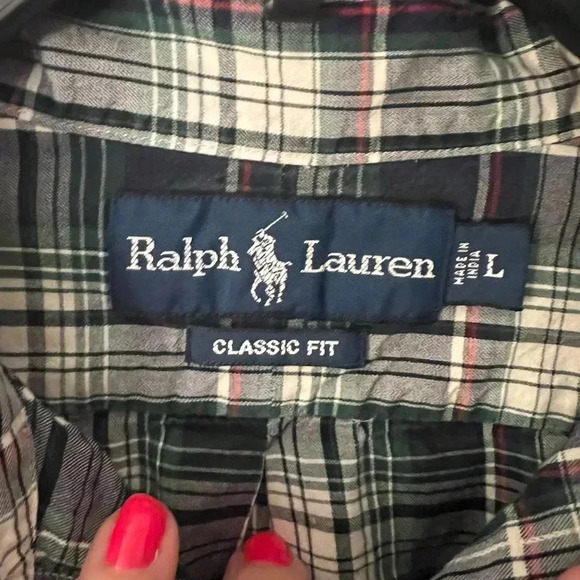 Ralph Lauren
MADE IN
INDIA
L
CLASSIC FIT